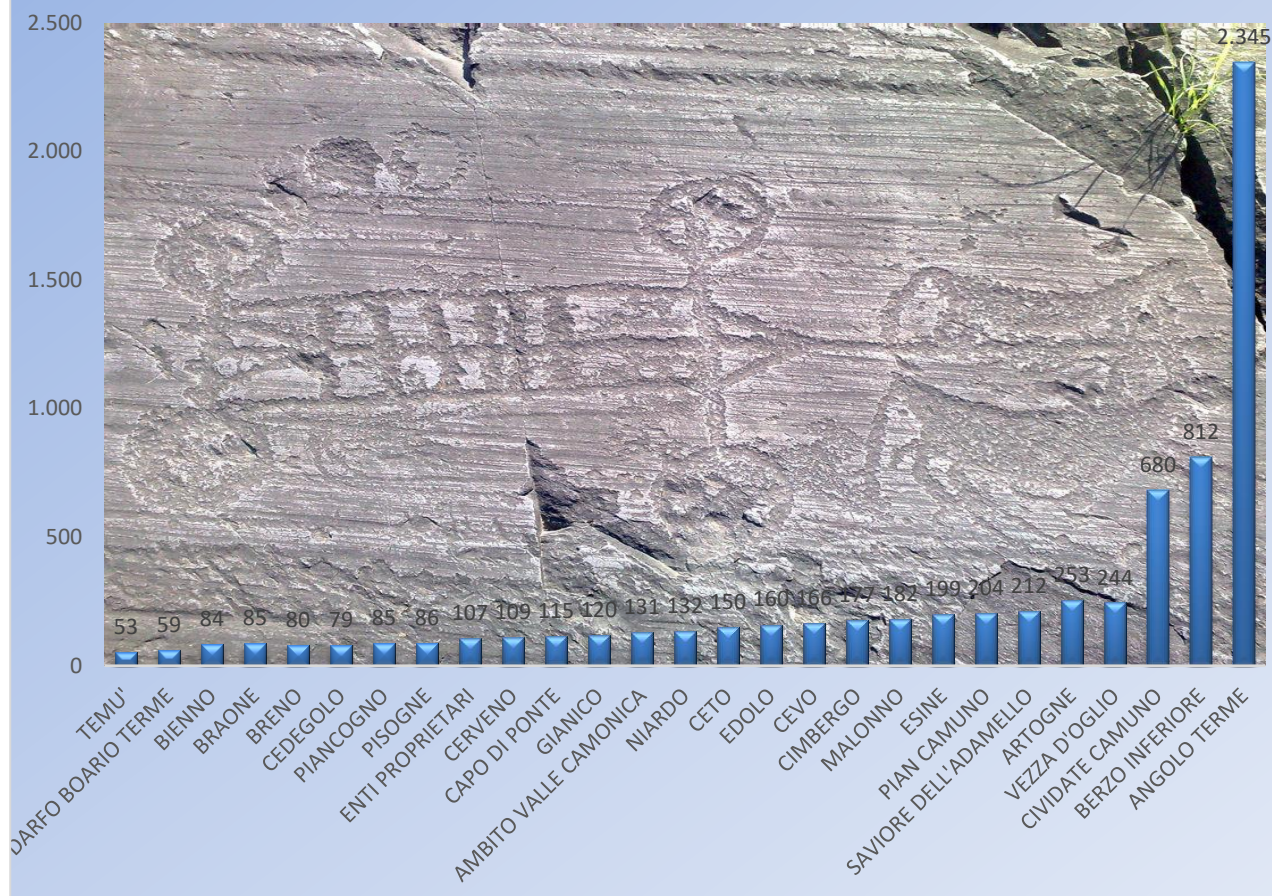 2.500
2.000
1.500
1.000
500
0
53
59
84
85
80
79
85
86
107
109
115
120
131
132
150
160
166
177
182
199
204
212
253
244
680
812
2.345
TEMU'
DARFO BOARIO TERME
BIENNO
BRAONE
BRENO
CEDEGOLO
PIANCOGNO
PISOGNE
ENTI PROPRIETARI
CERVENO
CAPO DI PONTE
GIANICO
AMBITO VALLE CAMONICA
NIARDO
CETO
EDOLO
CEVO
CIMBERGO
MALONNO
ESINE
PIAN CAMUNO
SAVIORE DELL'ADAMELLO
ARTOGNE
VEZZA D'OGLIO
CIVIDATE CAMUNO
BERZO INFERIORE
ANGOLO TERME